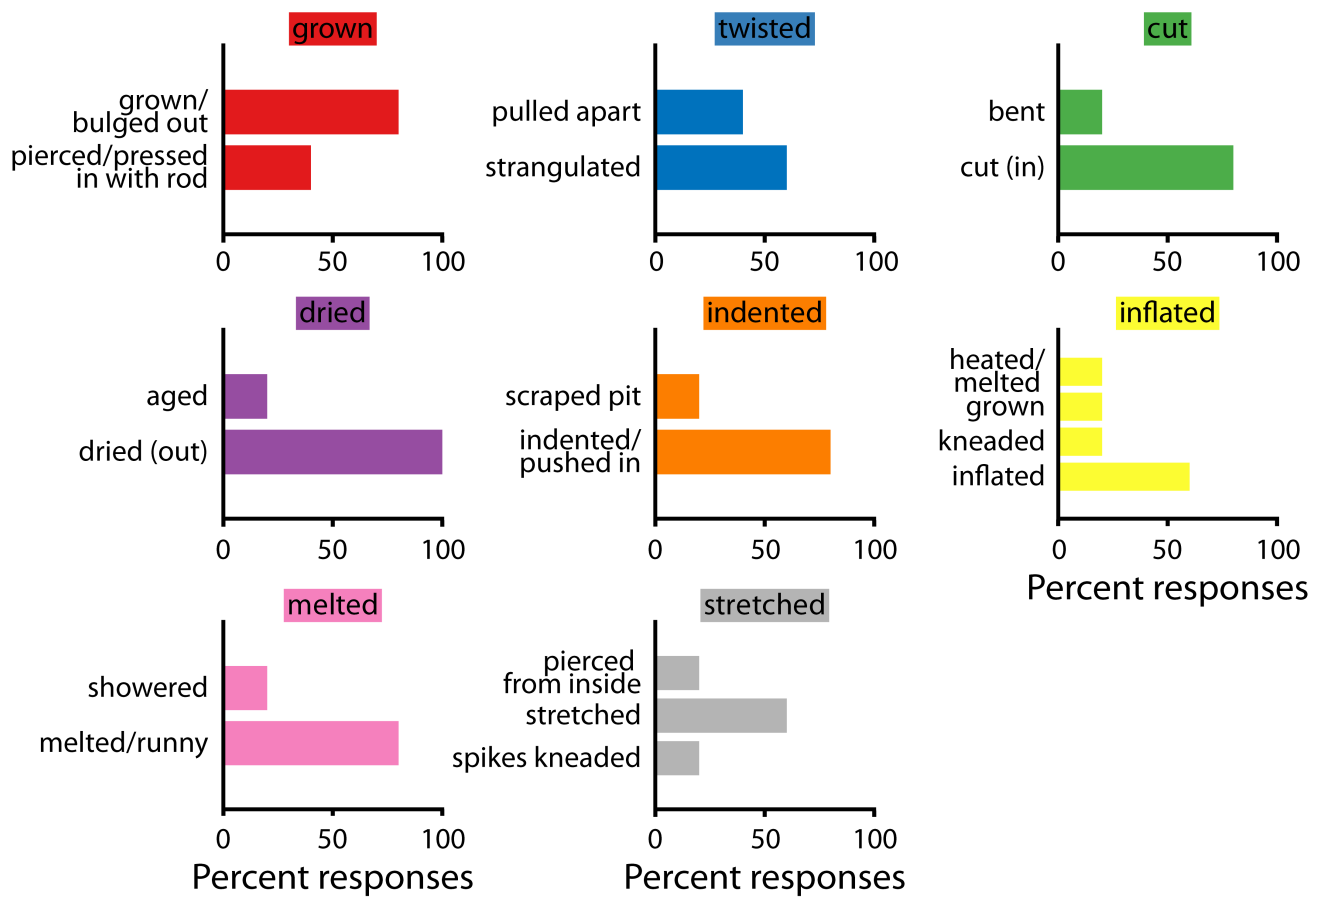 grown
grown/
bulged out
pierced/pressed
in with rod
0 50 100
twisted
pulled apart
strangulated
0 50 100
cut
bent
cut (in)
0 50 100
dried
aged
dried (out)
0 50 100
indented
scraped pit
indented/
pushed in
0 50 100
inflated
heated/
melted
grown
kneaded
inflated
0 50 100
Percent responses
melted
showered
melted/runny
0 50 100
Percent responses
stretched
pierced
from inside
stretched
spikes kneaded
0 50 100
Percent responses